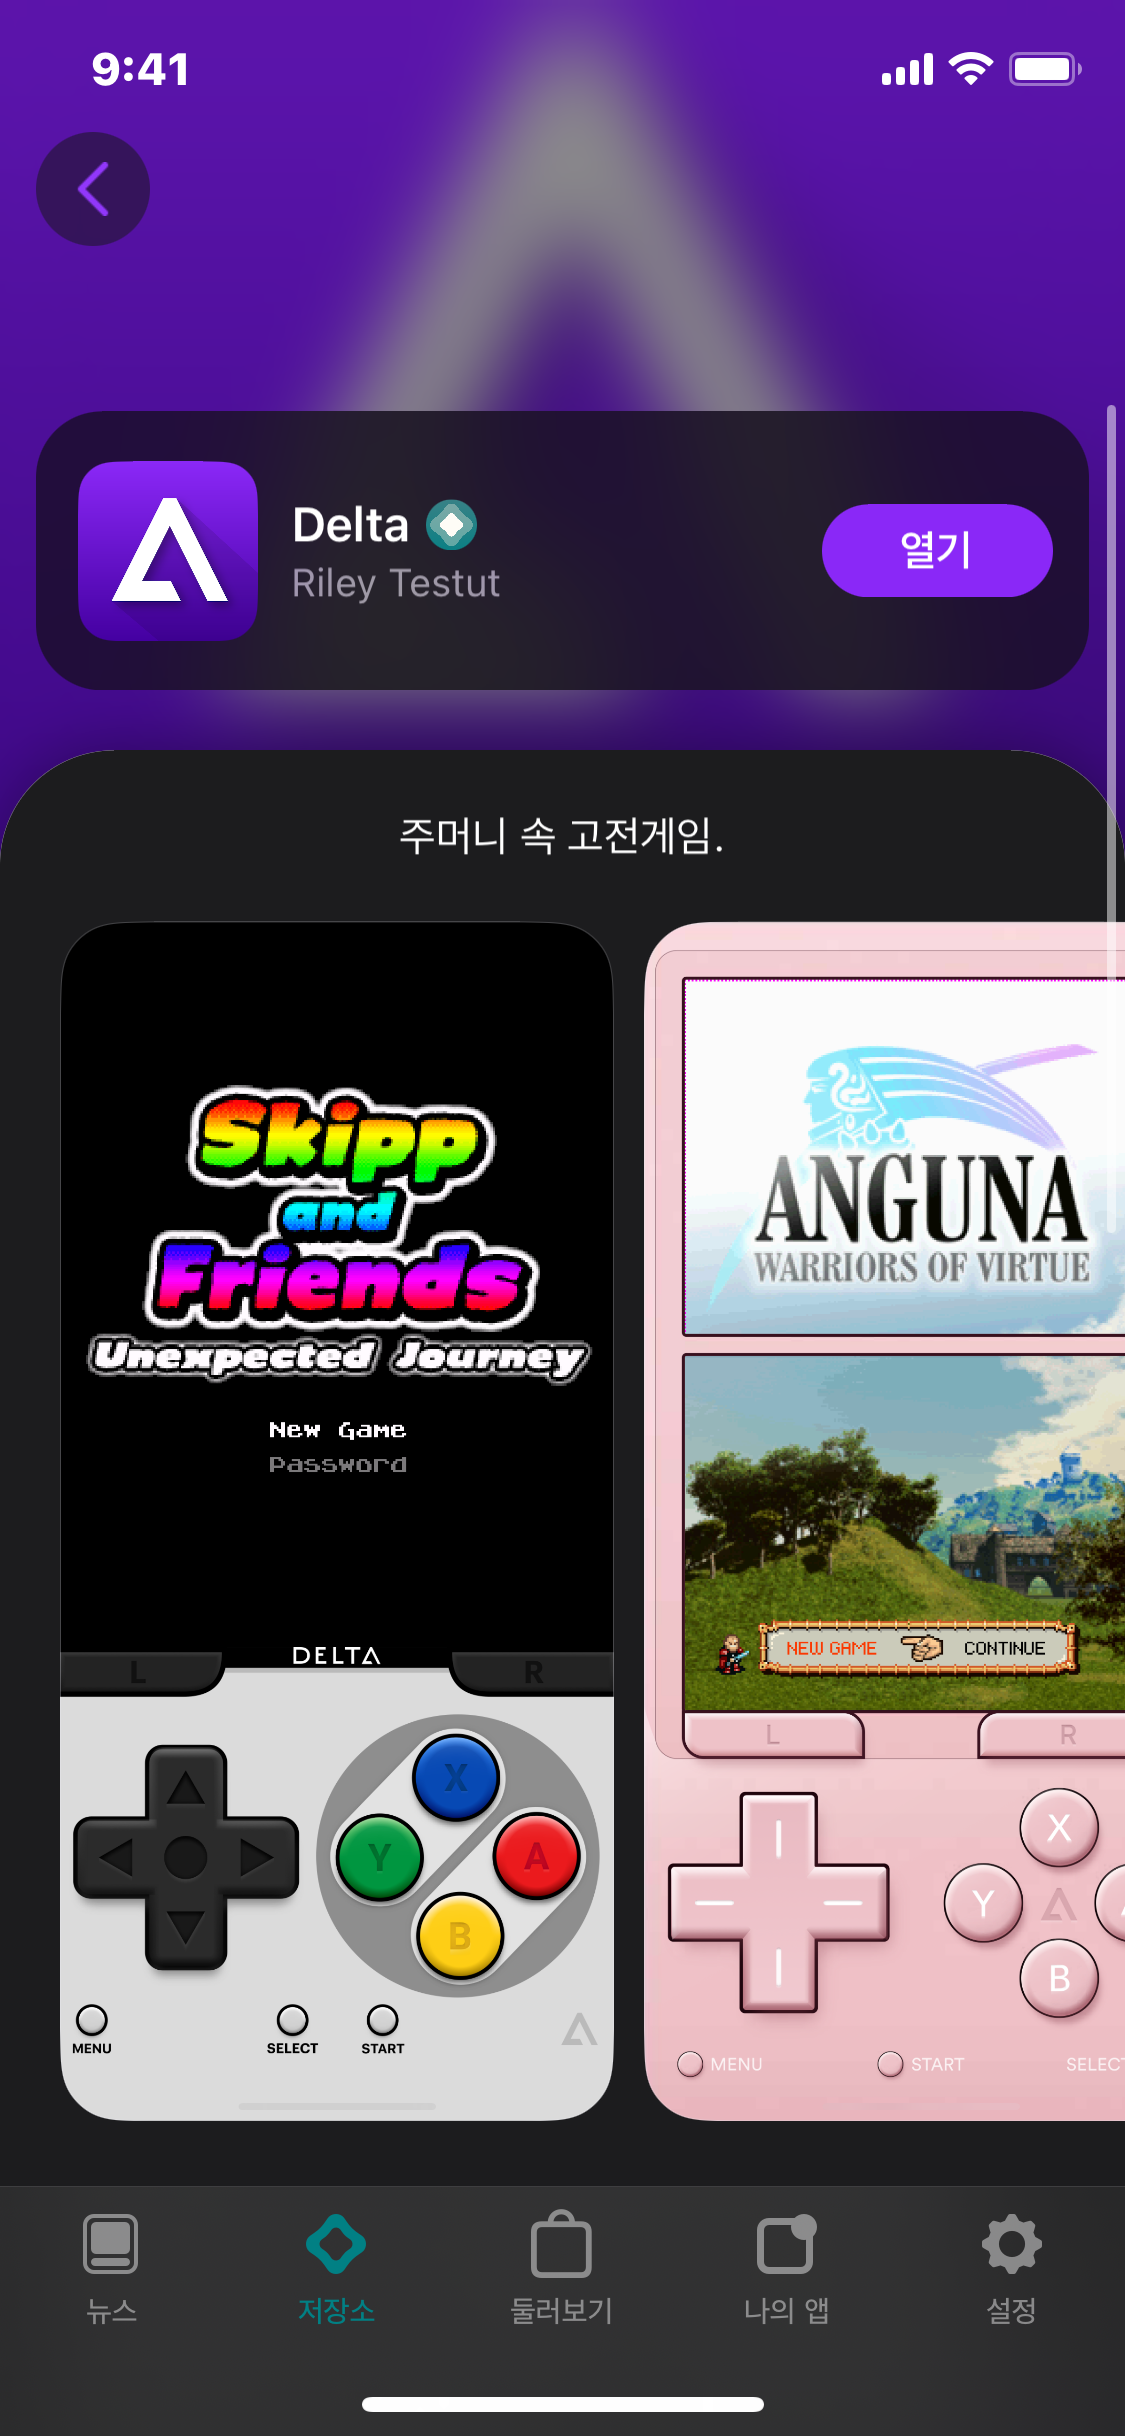 9:41
Delta
Riley Testut
열기
주머니 속 고전게임.
Skipp
and
Friends
Unexpected Journey
New Game
Password
DELTA
L
R
X
Y
A
B
MENU
SELECT
START
ANGUNA
WARRIORS OF VIRTUE
NEW GAME
CONTINUE
L
R
X
Y
B
MENU
START
SELECT
뉴스
저장소
둘러보기
나의 앱
설정